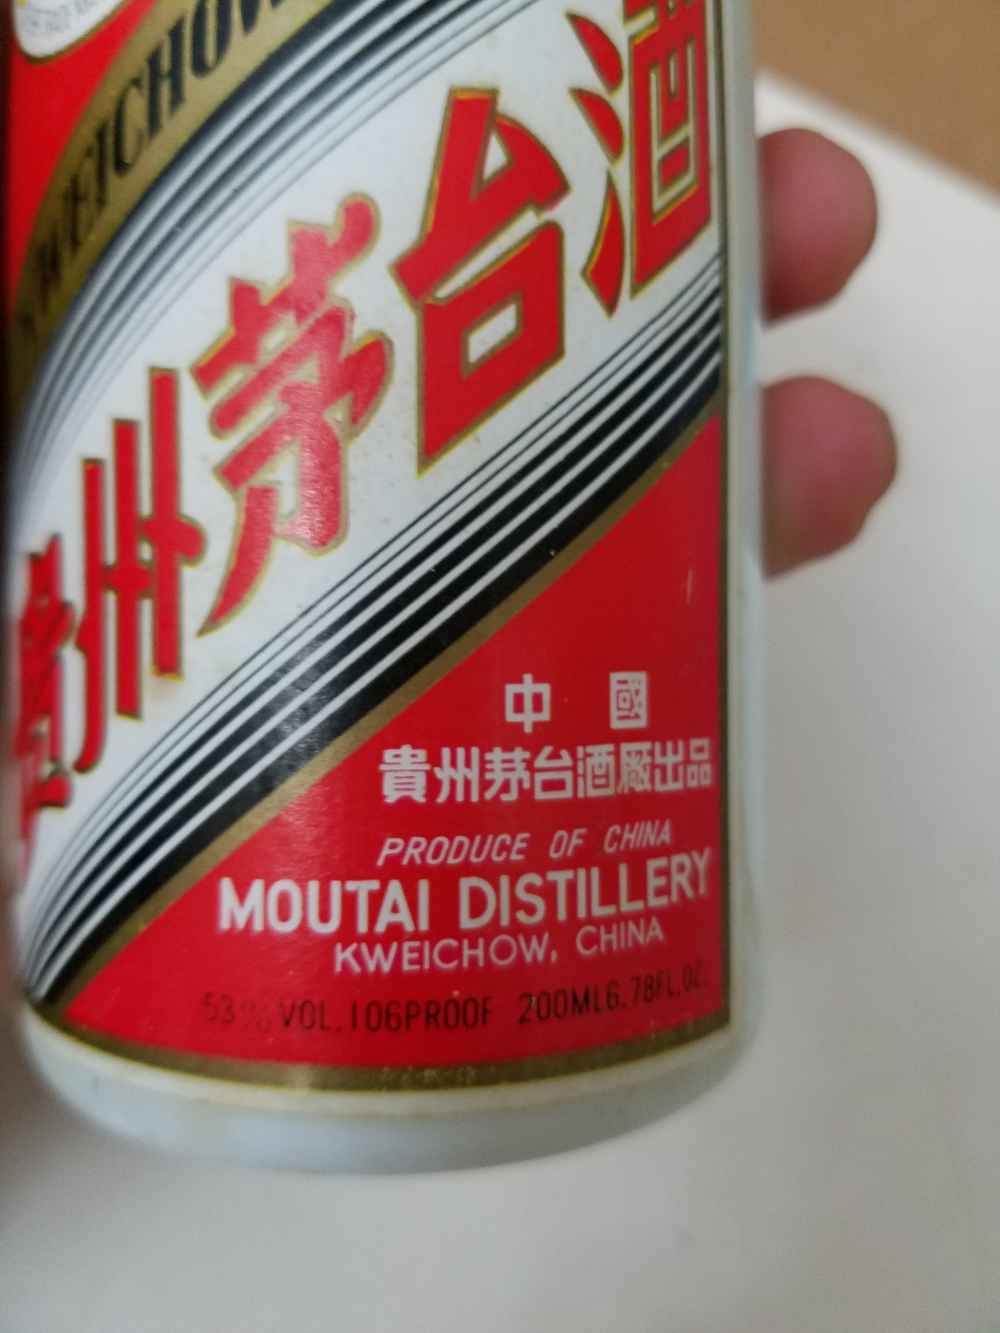 KWEICHOW
貴州茅台酒
中國
貴州茅台酒廠出品
PRODUCE OF CHINA
MOUTAI DISTILLERY
KWEICHOW, CHINA
53% VOL. 106PROOF 200ML6.78FL.OZ.